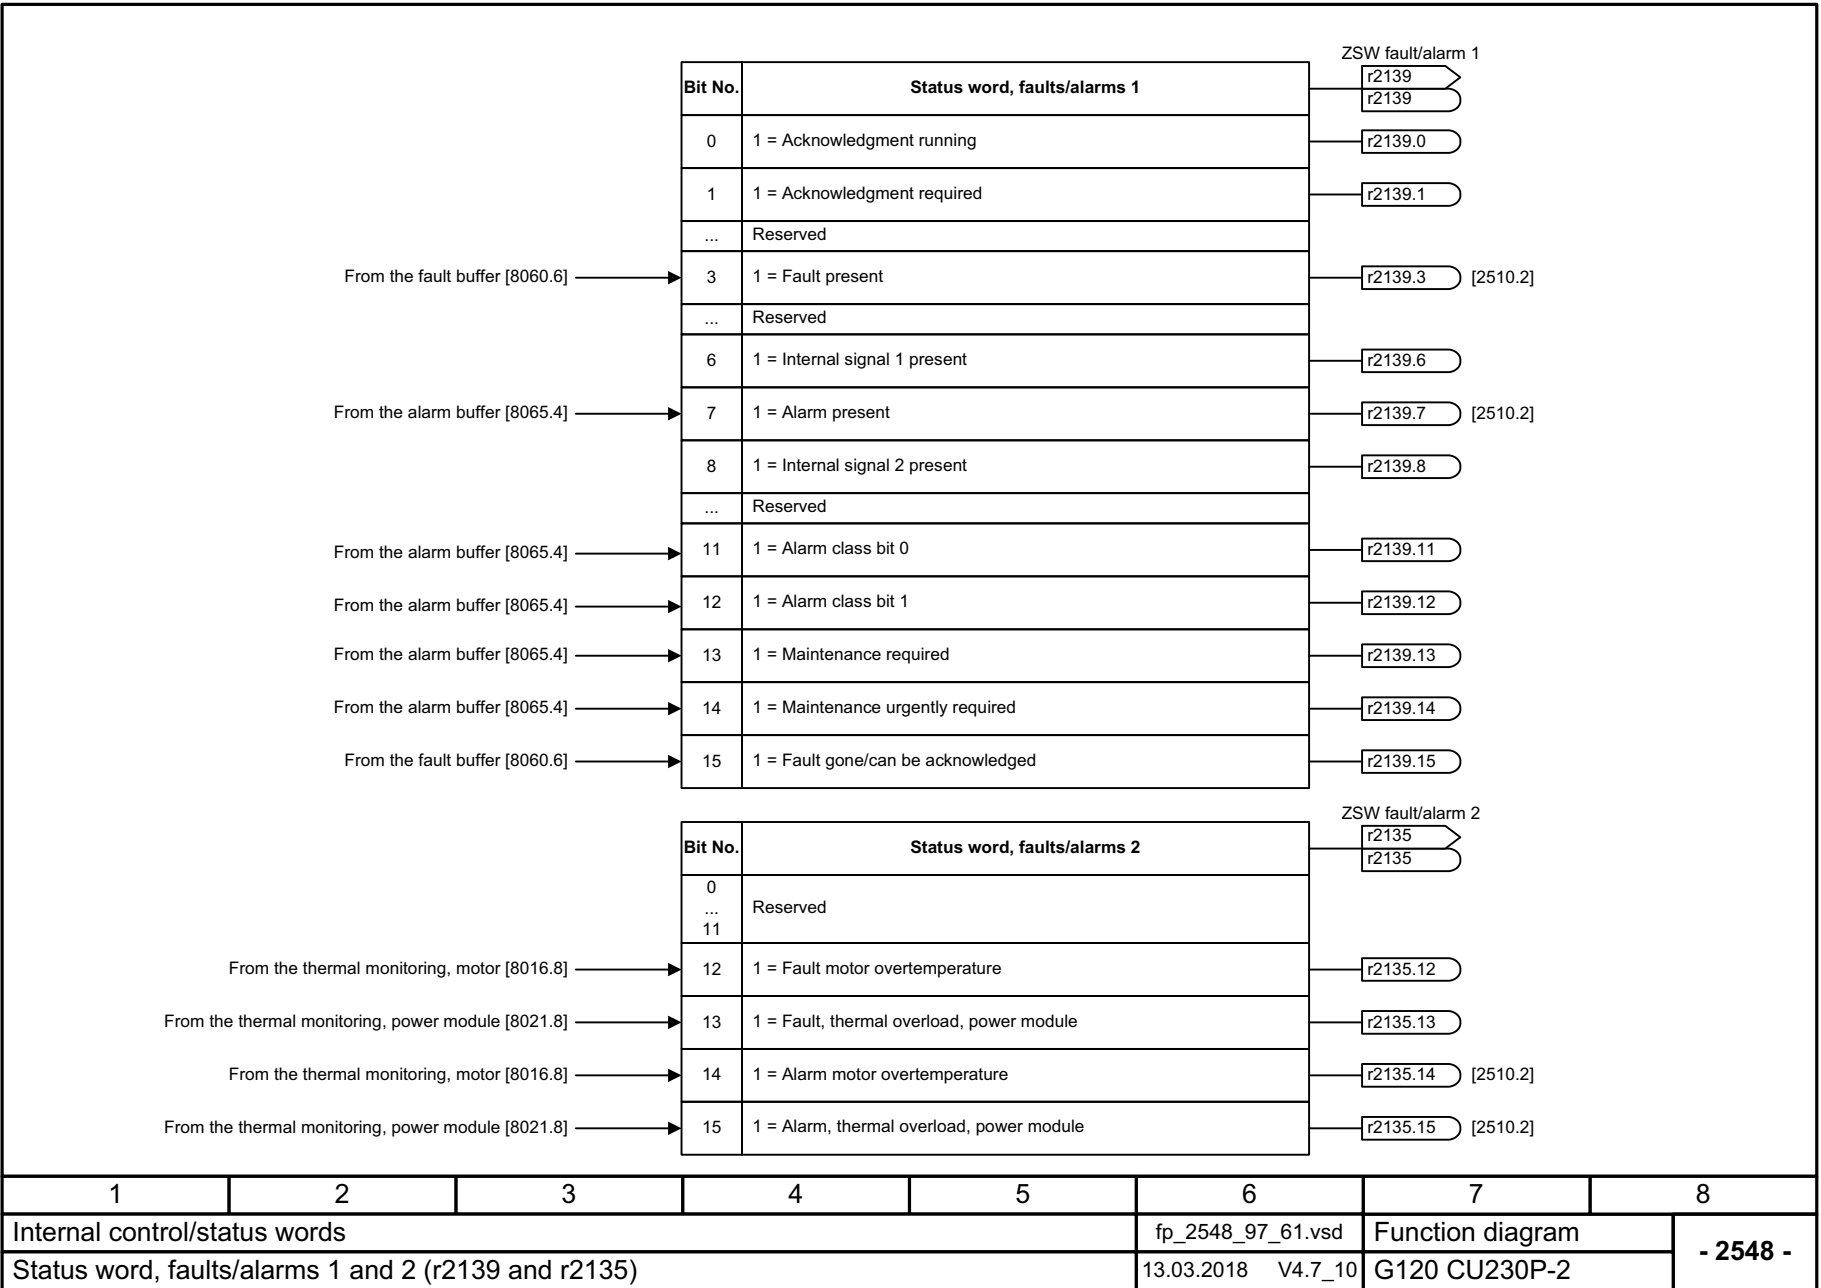 ZSW fault/alarm 1
Bit No. Status word, faults/alarms 1 r2139
r2139
0 1 = Acknowledgment running r2139.0
1 1 = Acknowledgment required r2139.1
... Reserved
From the fault buffer [8060.6] 3 1 = Fault present r2139.3 [2510.2]
... Reserved
6 1 = Internal signal 1 present r2139.6
From the alarm buffer [8065.4] 7 1 = Alarm present r2139.7 [2510.2]
8 1 = Internal signal 2 present r2139.8
... Reserved
From the alarm buffer [8065.4] 11 1 = Alarm class bit 0 r2139.11
From the alarm buffer [8065.4] 12 1 = Alarm class bit 1 r2139.12
From the alarm buffer [8065.4] 13 1 = Maintenance required r2139.13
From the alarm buffer [8065.4] 14 1 = Maintenance urgently required r2139.14
From the fault buffer [8060.6] 15 1 = Fault gone/can be acknowledged r2139.15
ZSW fault/alarm 2
Bit No. Status word, faults/alarms 2 r2135
r2135
0
... Reserved
11
From the thermal monitoring, motor [8016.8] 12 1 = Fault motor overtemperature r2135.12
From the thermal monitoring, power module [8021.8] 13 1 = Fault, thermal overload, power module r2135.13
From the thermal monitoring, motor [8016.8] 14 1 = Alarm motor overtemperature r2135.14 [2510.2]
From the thermal monitoring, power module [8021.8] 15 1 = Alarm, thermal overload, power module r2135.15 [2510.2]
1 2 3 4 5 6 7 8
Internal control/status words fp_2548_97_61.vsd Function diagram - 2548 -
Status word, faults/alarms 1 and 2 (r2139 and r2135) 13.03.2018 V4.7_10 G120 CU230P-2